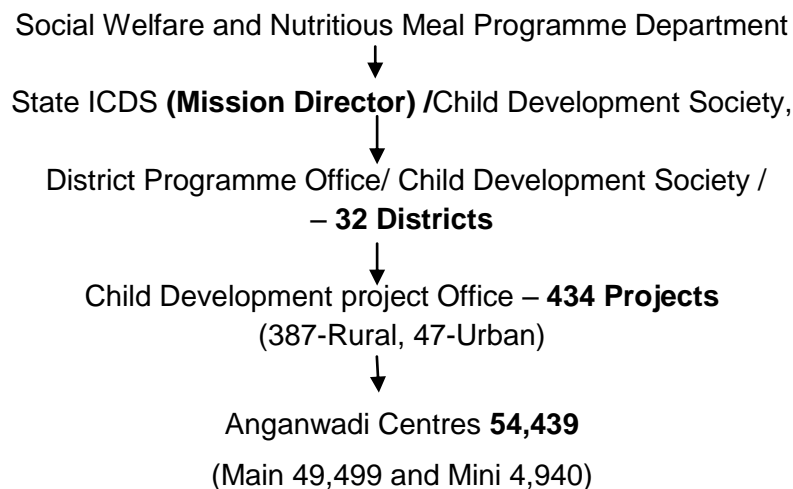 Social Welfare and Nutritious Meal Programme Department
State ICDS (Mission Director) /Child Development Society,
District Programme Office/ Child Development Society /
– 32 Districts
Child Development project Office – 434 Projects
(387-Rural, 47-Urban)
Anganwadi Centres 54,439
(Main 49,499 and Mini 4,940)